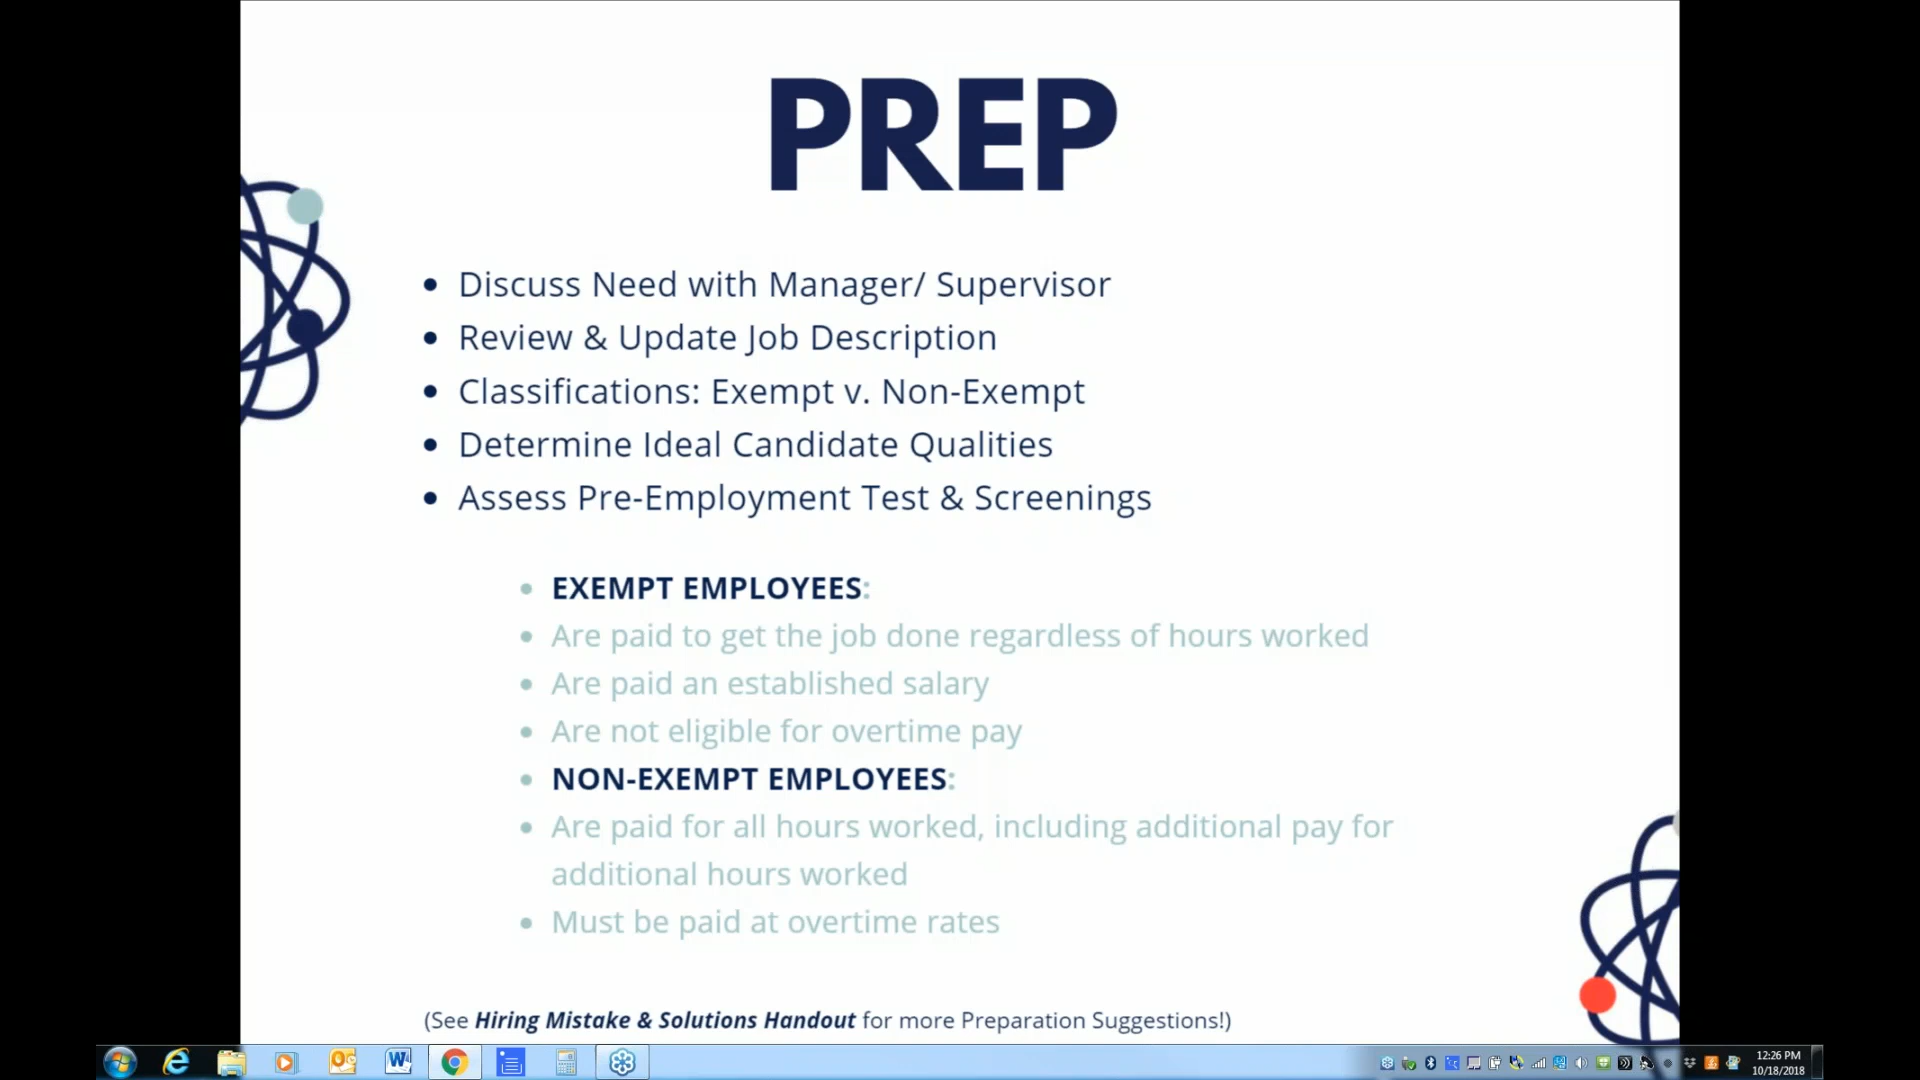 PREP
• Discuss Need with Manager/ Supervisor
• Review & Update Job Description
• Classifications: Exempt v. Non-Exempt
• Determine Ideal Candidate Qualities
• Assess Pre-Employment Test & Screenings
• EXEMPT EMPLOYEES:
• Are paid to get the job done regardless of hours worked
• Are paid an established salary
• Are not eligible for overtime pay
• NON-EXEMPT EMPLOYEES:
• Are paid for all hours worked, including additional pay for
additional hours worked
• Must be paid at overtime rates
(See Hiring Mistake & Solutions Handout for more Preparation Suggestions!)
12:26 PM
10/18/2018